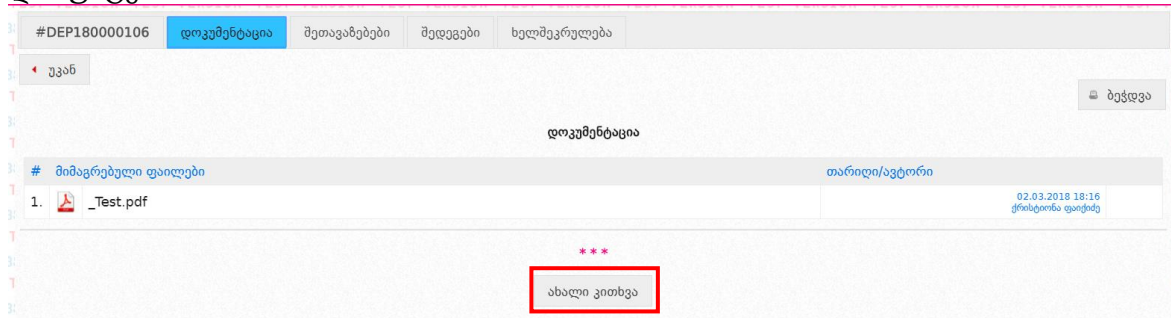 #DEP180000106 დოკუმენტაცია შეთავაზებები შედეგები ხელშეკრულება
უკან
ბეჭდვა
დოკუმენტაცია
# მიმაგრებული ფაილები თარიღი/ავტორი
1. _Test.pdf 02.03.2018 18:16
ქრისტიონა ფაიქიძე
***
ახალი კითხვა